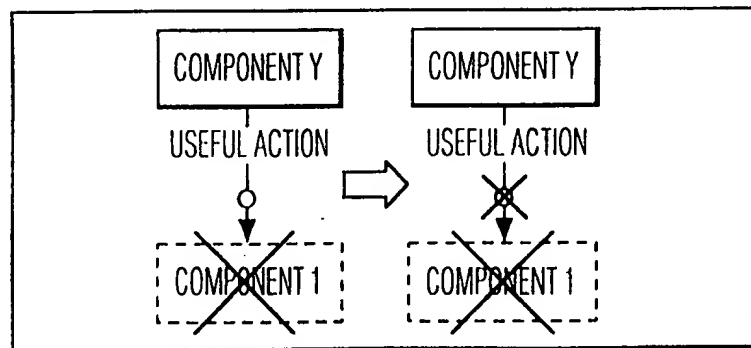 COMPONENT Y
COMPONENT Y
USEFUL ACTION
USEFUL ACTION
COMPONENT 1
COMPONENT 1